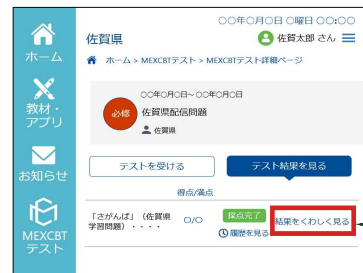 ○○年○月○日 ○曜日 ○○:○○
佐賀県
佐賀太郎 さん
ホーム
ホーム > MEXCBTテスト > MEXCBTテスト詳細ページ
教材・
アプリ
○○年○月○日～○○年○月○日
必修
佐賀県配信問題
佐賀県
お知らせ
テストを受ける
テスト結果を見る
得点/満点
MEXCBT
テスト
「さがんば」（佐賀県
学習問題）・・・・
○/○
採点完了
履歴を見る
結果をくわしく見る